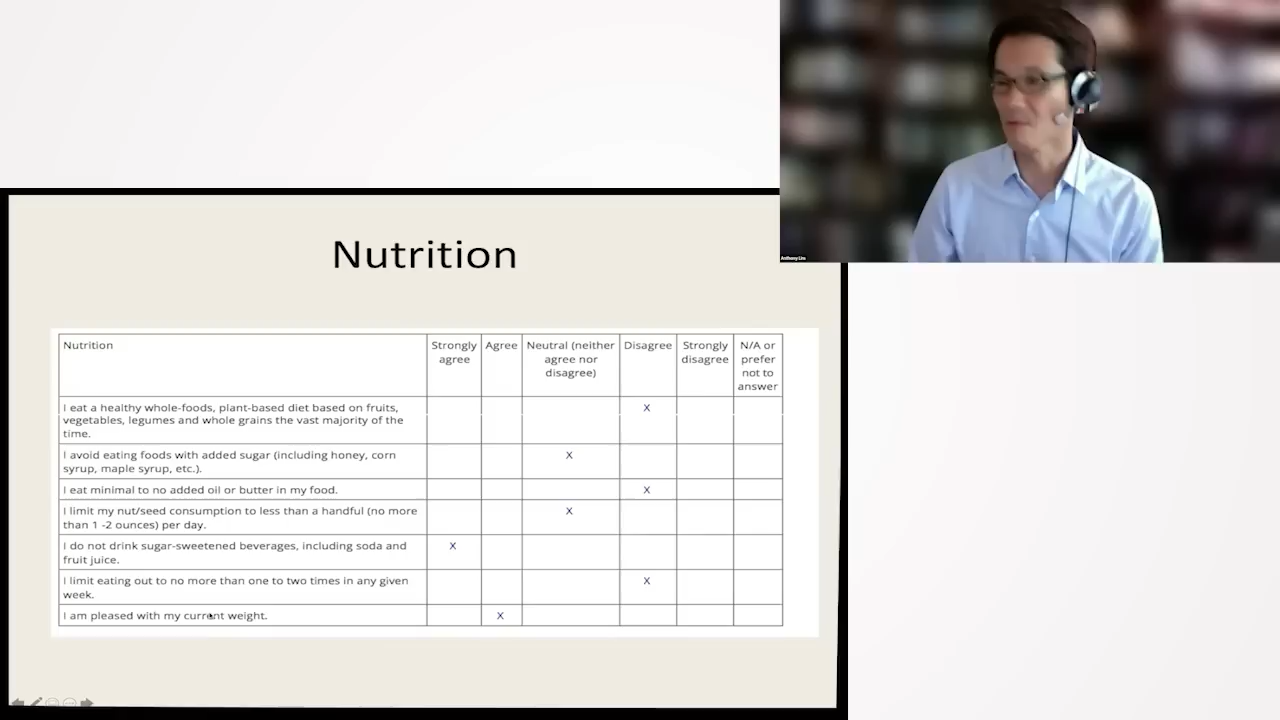 Anthony Lim
Nutrition
Nutrition
Strongly
agree
Agree
Neutral (neither
agree nor
disagree)
Disagree
Strongly
disagree
N/A or
prefer
not to
answer
I eat a healthy whole-foods, plant-based diet based on fruits,
vegetables, legumes and whole grains the vast majority of the
time.
X
I avoid eating foods with added sugar (including honey, corn
syrup, maple syrup, etc.).
X
I eat minimal to no added oil or butter in my food.
X
I limit my nut/seed consumption to less than a handful (no more
than 1 -2 ounces) per day.
X
I do not drink sugar-sweetened beverages, including soda and
fruit juice.
X
I limit eating out to no more than one to two times in any given
week.
X
I am pleased with my current weight.
X